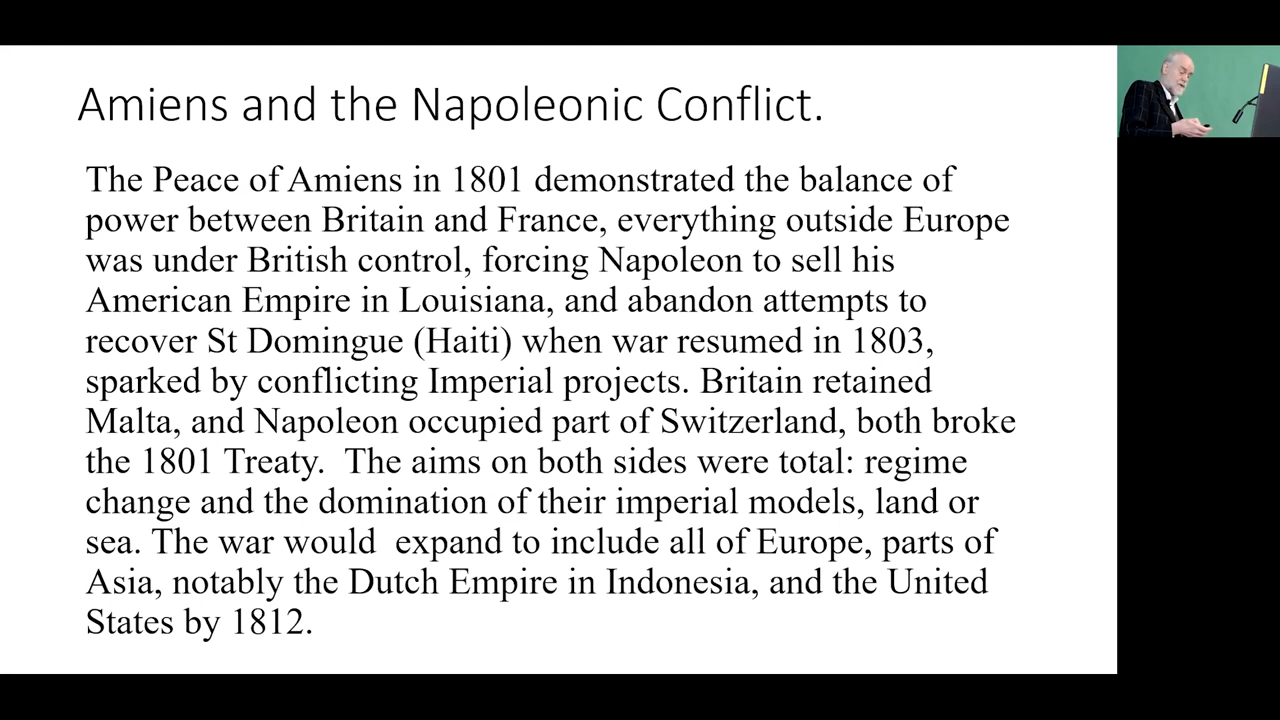 Amiens and the Napoleonic Conflict.
The Peace of Amiens in 1801 demonstrated the balance of
power between Britain and France, everything outside Europe
was under British control, forcing Napoleon to sell his
American Empire in Louisiana, and abandon attempts to
recover St Domingue (Haiti) when war resumed in 1803,
sparked by conflicting Imperial projects. Britain retained
Malta, and Napoleon occupied part of Switzerland, both broke
the 1801 Treaty.  The aims on both sides were total: regime
change and the domination of their imperial models, land or
sea. The war would  expand to include all of Europe, parts of
Asia, notably the Dutch Empire in Indonesia, and the United
States by 1812.